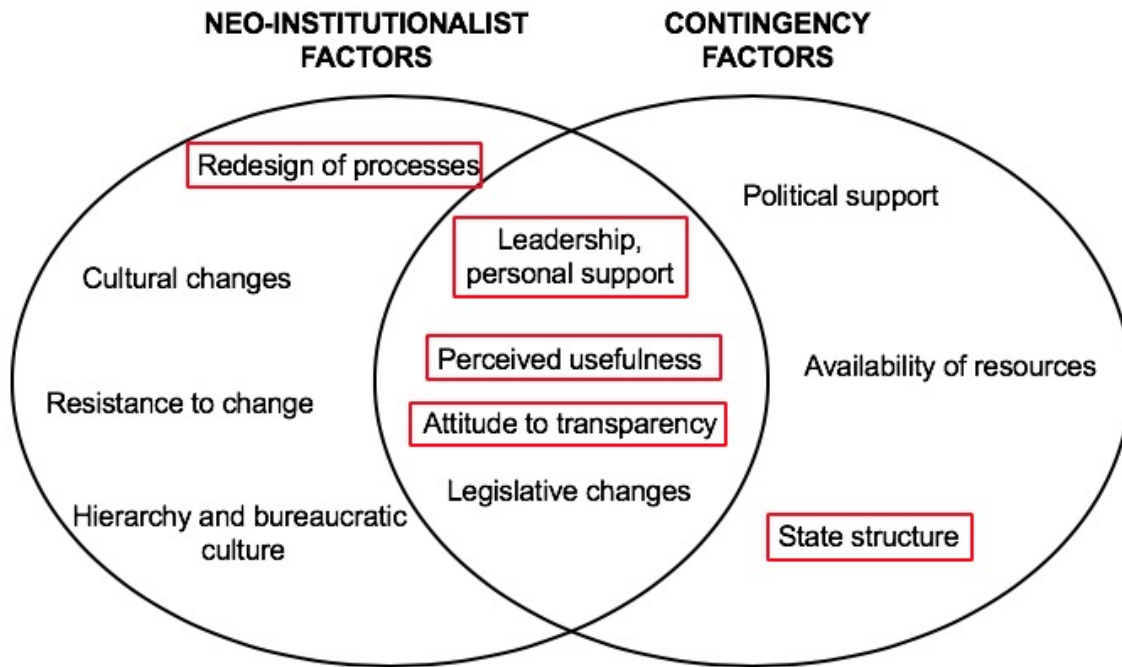 NEO-INSTITUTIONALIST
FACTORS
CONTINGENCY
FACTORS
Redesign of processes
Cultural changes
Resistance to change
Hierarchy and bureaucratic
culture
Leadership,
personal support
Perceived usefulness
Attitude to transparency
Legislative changes
Political support
Availability of resources
State structure